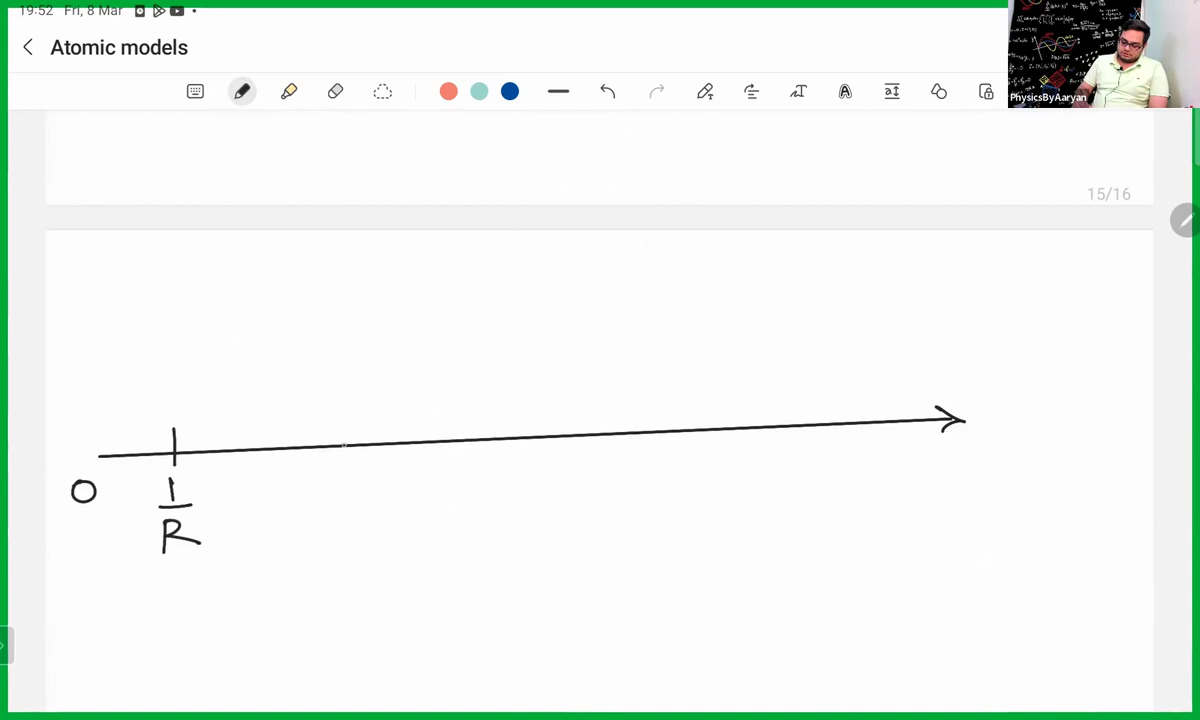 19:52 Fri, 8 Mar
Atomic models
PhysicsByAaryan
15/16
0
1
R